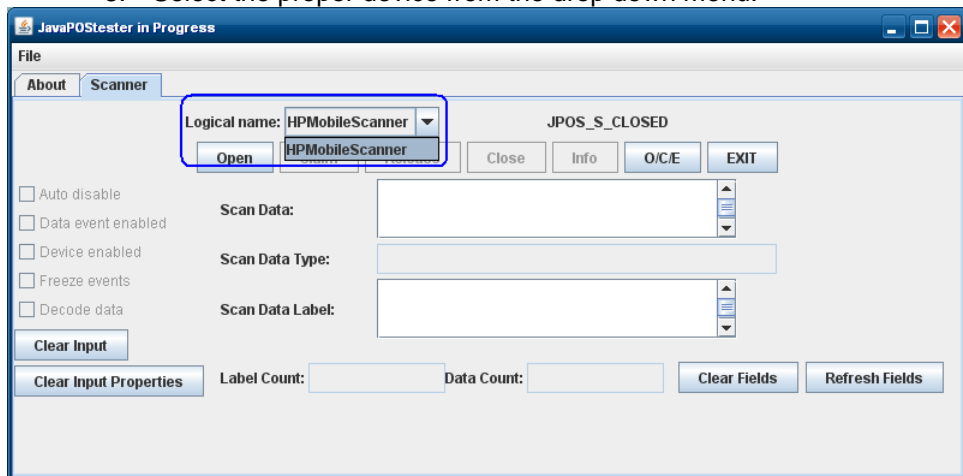 Select the proper device from the drop down menu.
JavaPOStester in Progress
File
About Scanner
Logical name: HPMobileScanner JPOS_S_CLOSED
HPMobileScanner
Open Close Info O/C/E EXIT
Auto disable
Scan Data:
Data event enabled
Device enabled
Scan Data Type:
Freeze events
Decode data
Scan Data Label:
Clear Input
Clear Input Properties Label Count: Data Count: Clear Fields Refresh Fields